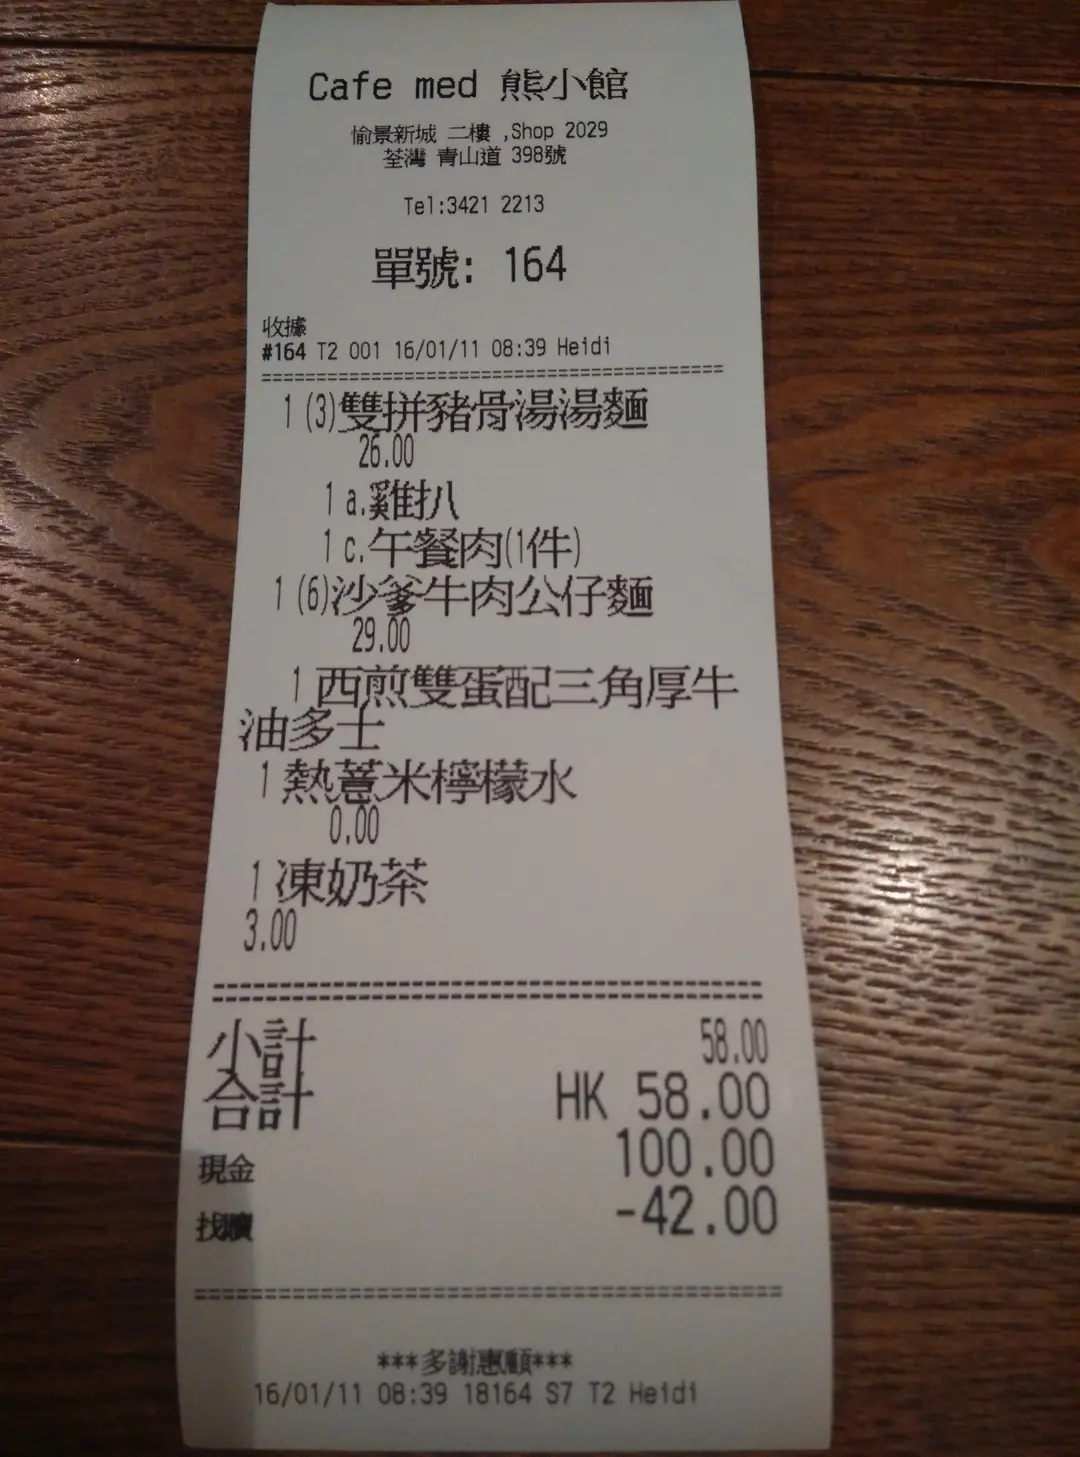 Cafe med 熊小館
愉景新城 二樓 ,Shop 2029
荃灣 青山道 398號
Tel:3421 2213
單號: 164
收據
#164 T2 001 16/01/11 08:39 Heidi
1 (3)雙拼豬骨湯湯麵
26.00
1 a.雞扒
1 c.午餐肉(1件)
1 (6)沙爹牛肉公仔麵
29.00
1 西煎雙蛋配三角厚牛
油多士
1 熱薏米檸檬水
0.00
1 凍奶茶
3.00
小計 58.00
合計 HK 58.00
現金 100.00
找贖 -42.00
***多謝惠顧***
16/01/11 08:39 18164 S7 T2 Heidi